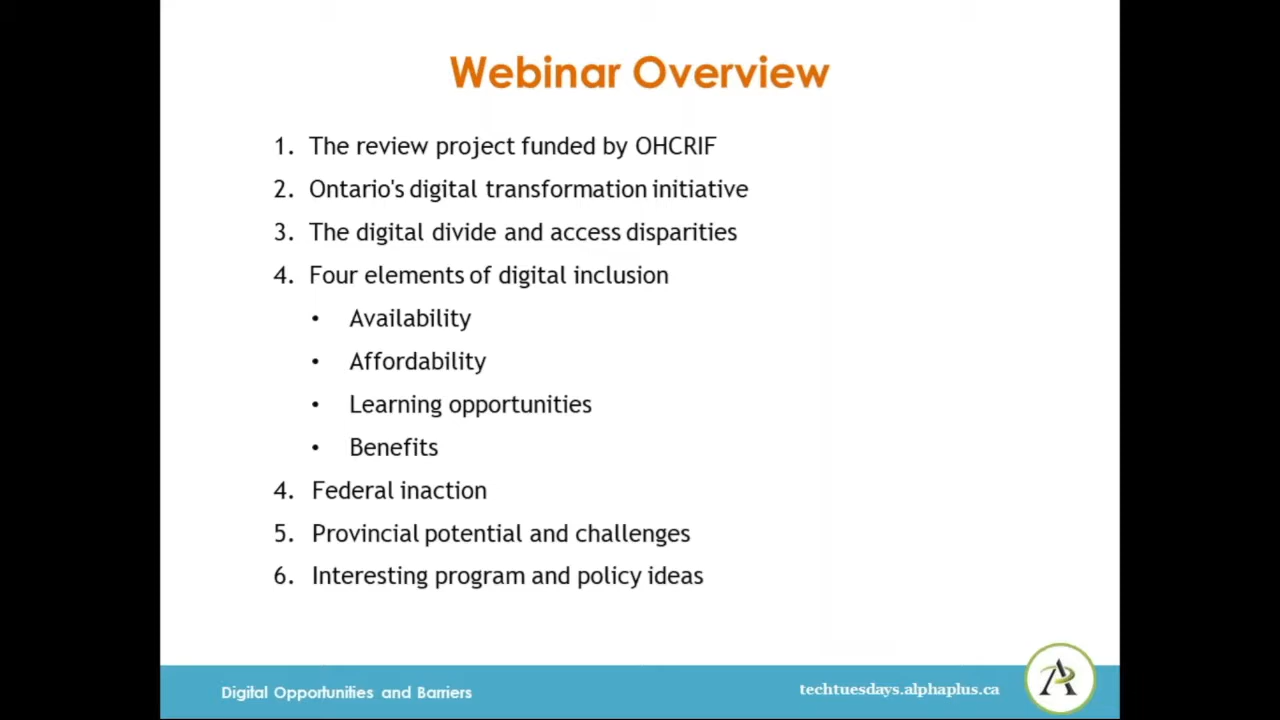 Webinar Overview
1. The review project funded by OHCRIF
2. Ontario's digital transformation initiative
3. The digital divide and access disparities
4. Four elements of digital inclusion
• Availability
• Affordability
• Learning opportunities
• Benefits
4. Federal inaction
5. Provincial potential and challenges
6. Interesting program and policy ideas
Digital Opportunities and Barriers
techtuesdays.alphaplus.ca